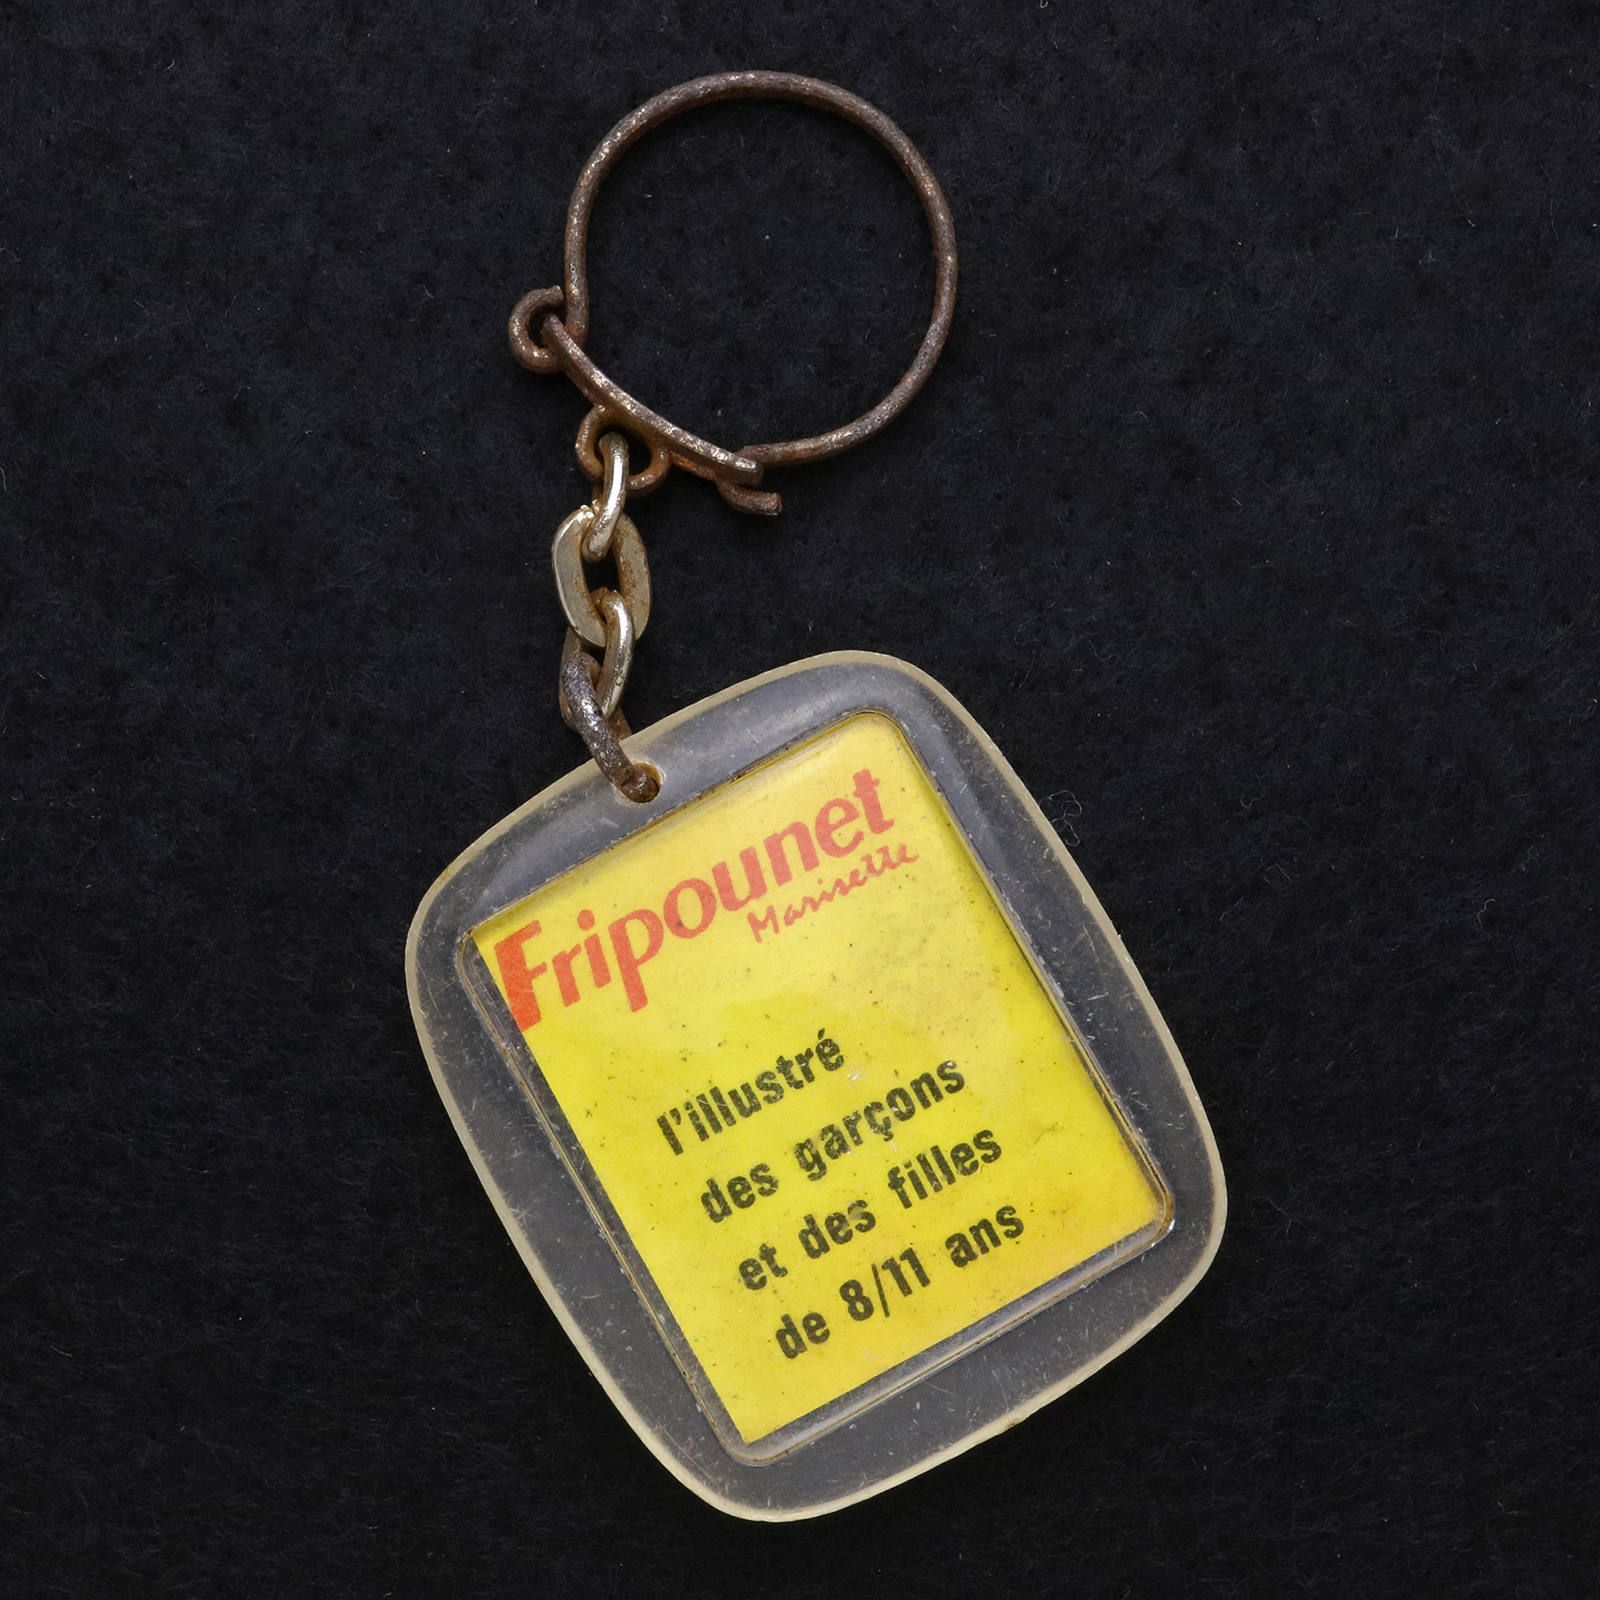 Fripounet
Marisette
l'illustré
des garçons
et des filles
de 8/11 ans